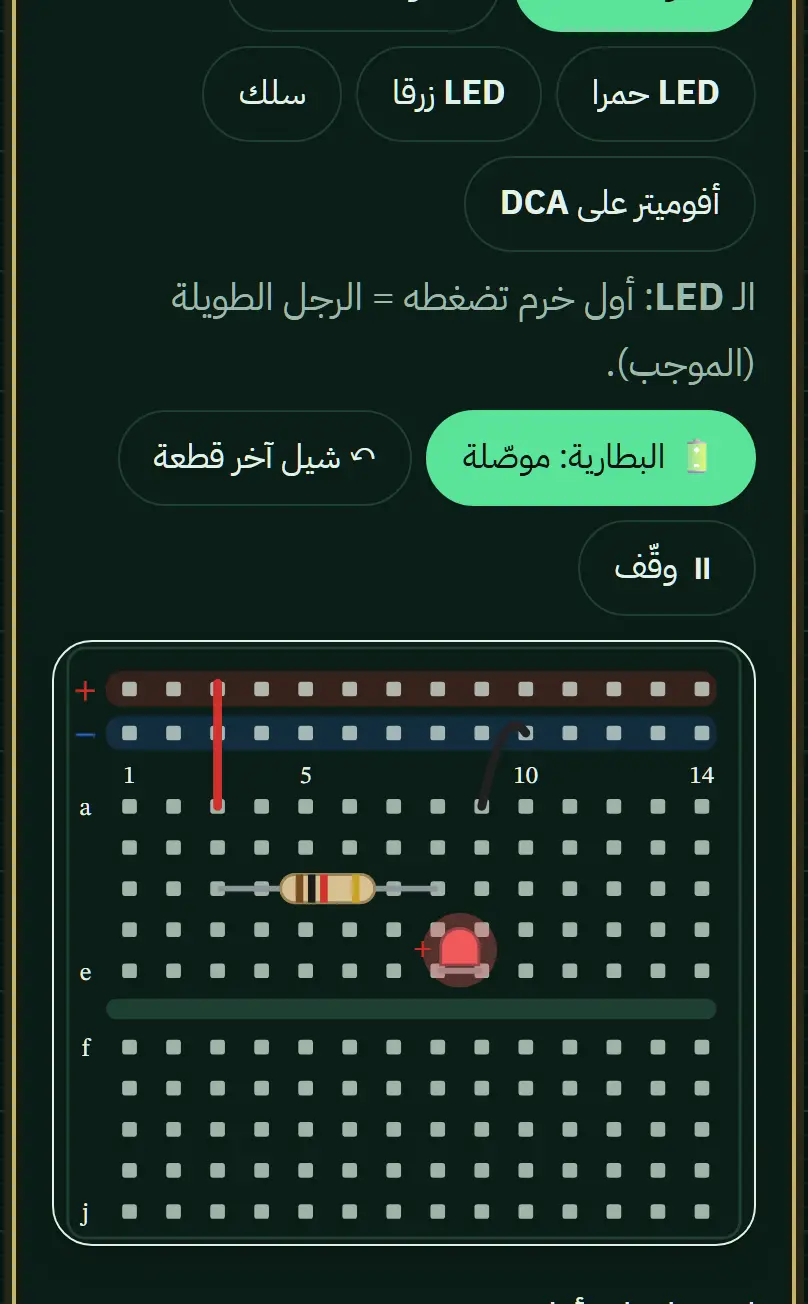 LED حمرا
LED زرقا
سلك
أفوميتر على DCA
الـ LED: أول خرم تضغطه = الرجل الطويلة
(الموجب).
🔋 البطارية: موصّلة
↶ شيل آخر قطعة
⏸ وقّف
+
−
1 5 10 14
a
+
e
f
j